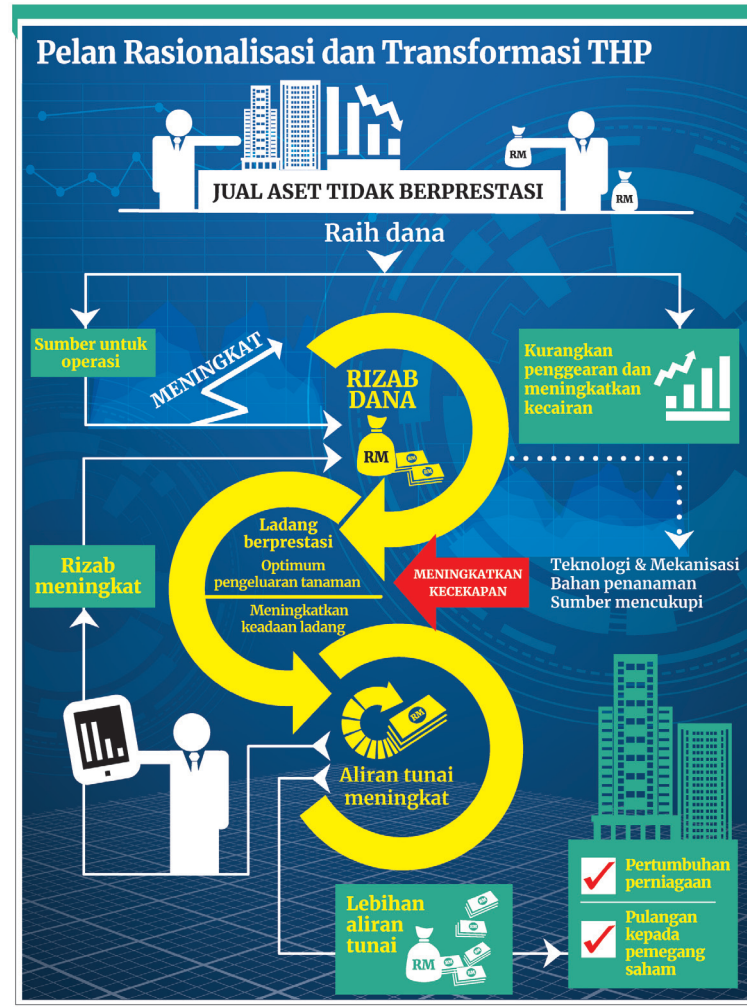 Pelan Rasionalisasi dan Transformasi THP
RM
RM
JUAL ASET TIDAK BERPRESTASI
Raih dana
Sumber untuk
operasi
MENINGKAT
RIZAB
DANA
RM
Kurangkan
penggearan dan
meningkatkan
kecairan
Rizab
meningkat
Ladang
berprestasi
Optimum
pengeluaran tanaman
Meningkatkan
keadaan ladang
MENINGKATKAN
KECEKAPAN
Teknologi & Mekanisasi
Bahan penanaman
Sumber mencukupi
RM
Aliran tunai
meningkat
Lebihan
aliran
tunai
RM
Pertumbuhan
perniagaan
Pulangan
kepada
pemegang
saham